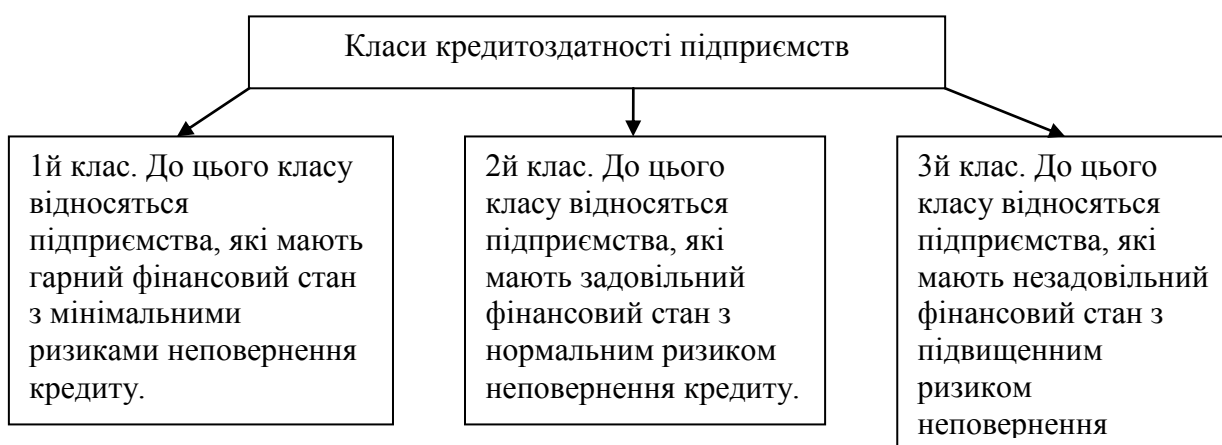 Класи кредитоздатності підприємств
1й клас. До цього класу
відносяться
підприємства, які мають
гарний фінансовий стан
з мінімальними
ризиками неповернення
кредиту.
2й клас. До цього
класу відносяться
підприємства, які
мають задовільний
фінансовий стан з
нормальним ризиком
неповернення кредиту.
3й клас. До цього
класу відносяться
підприємства, які
мають незадовільний
фінансовий стан з
підвищенним
ризиком
неповернення